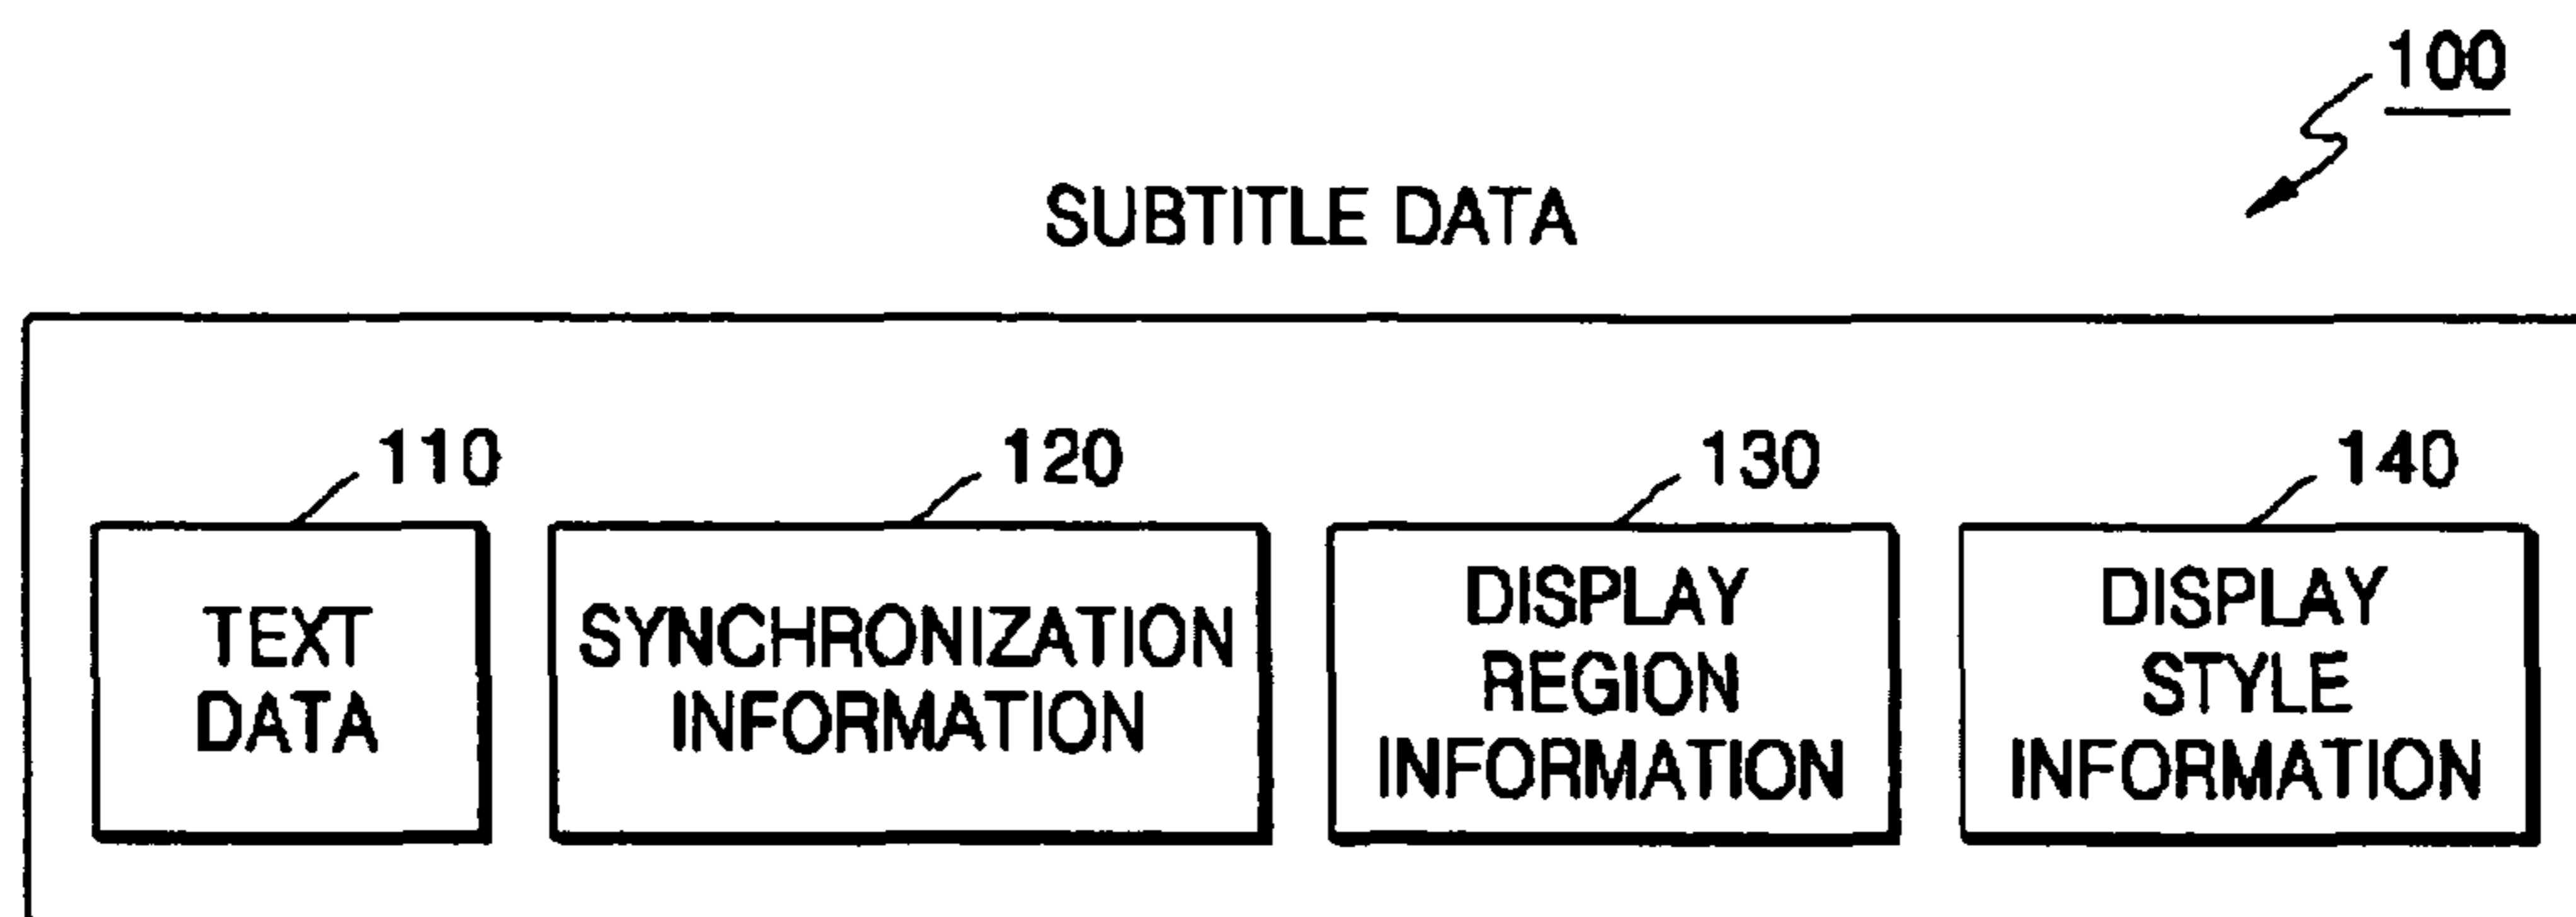 100
SUBTITLE DATA
110
120
130
140
TEXT
DATA
SYNCHRONIZATION
INFORMATION
DISPLAY
REGION
INFORMATION
DISPLAY
STYLE
INFORMATION